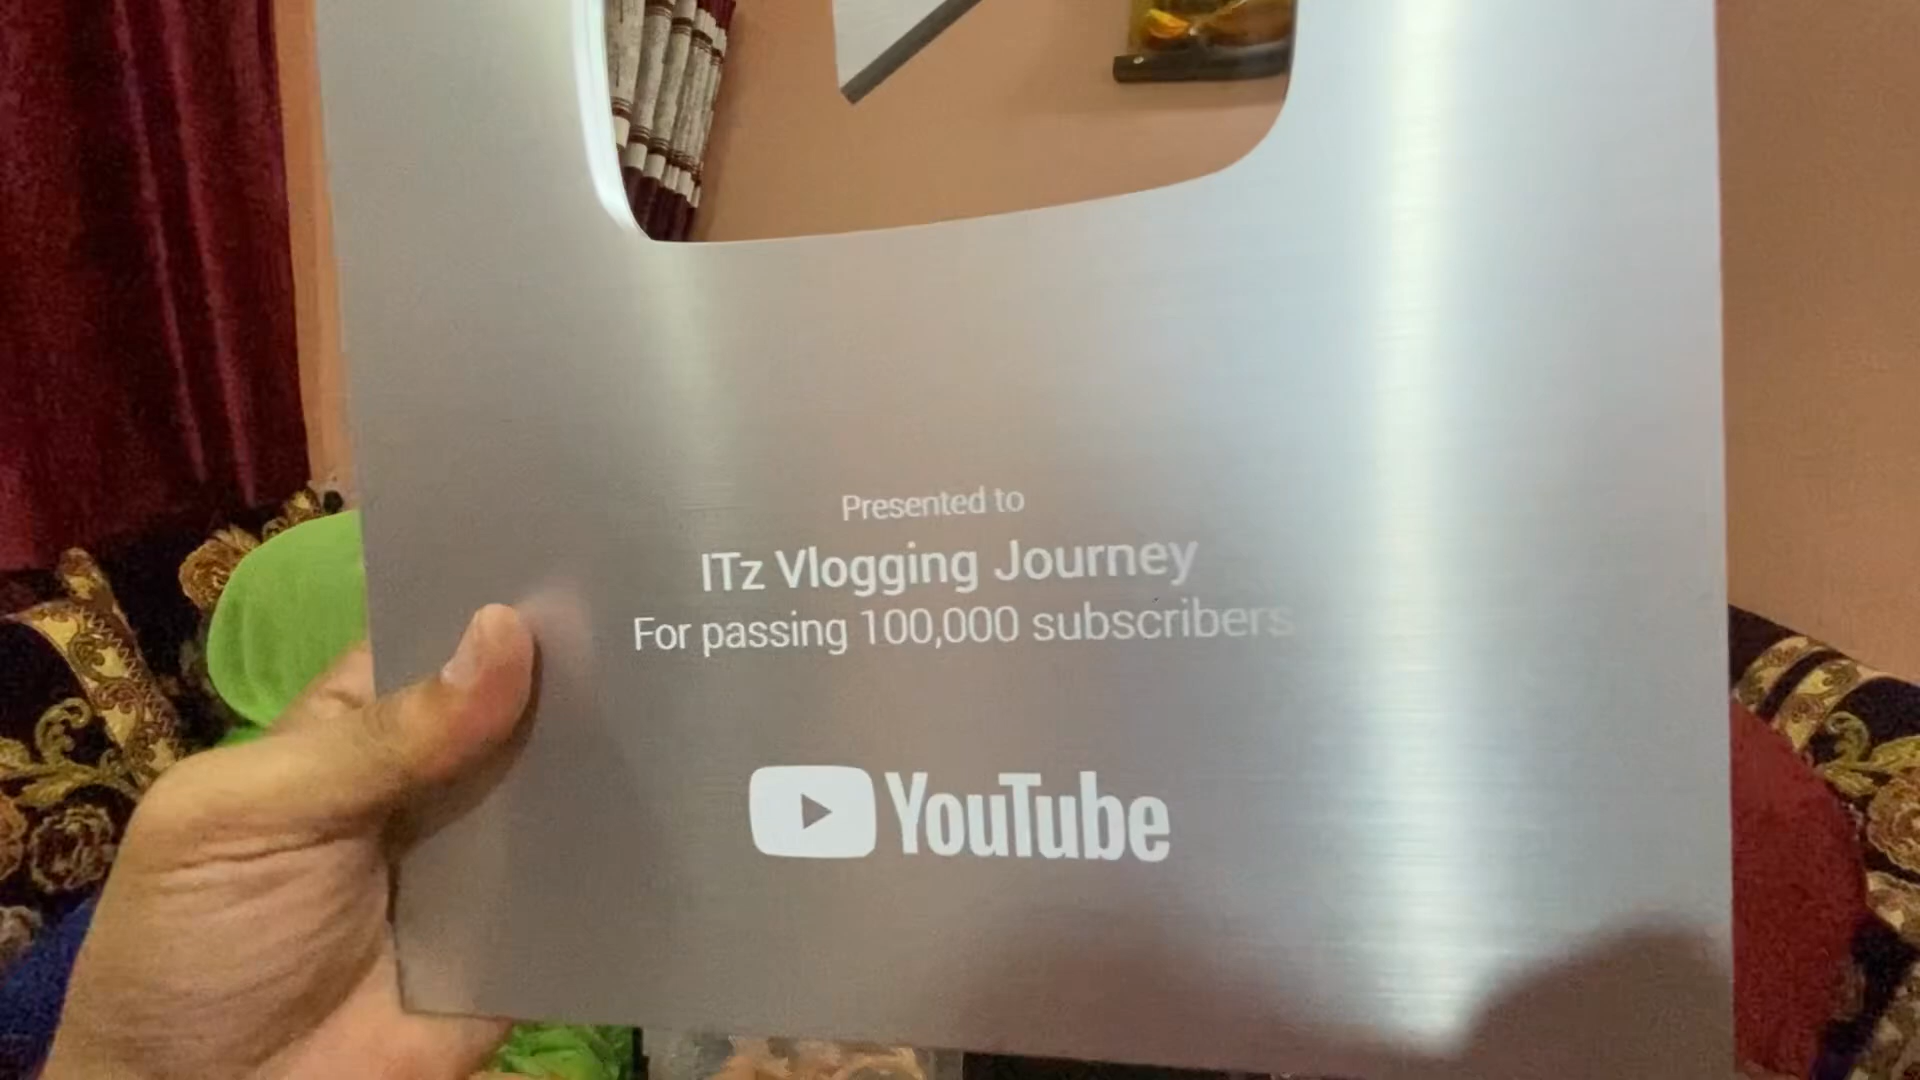 Presented to
ITz Vlogging Journey
For passing 100,000 subscribers
YouTube